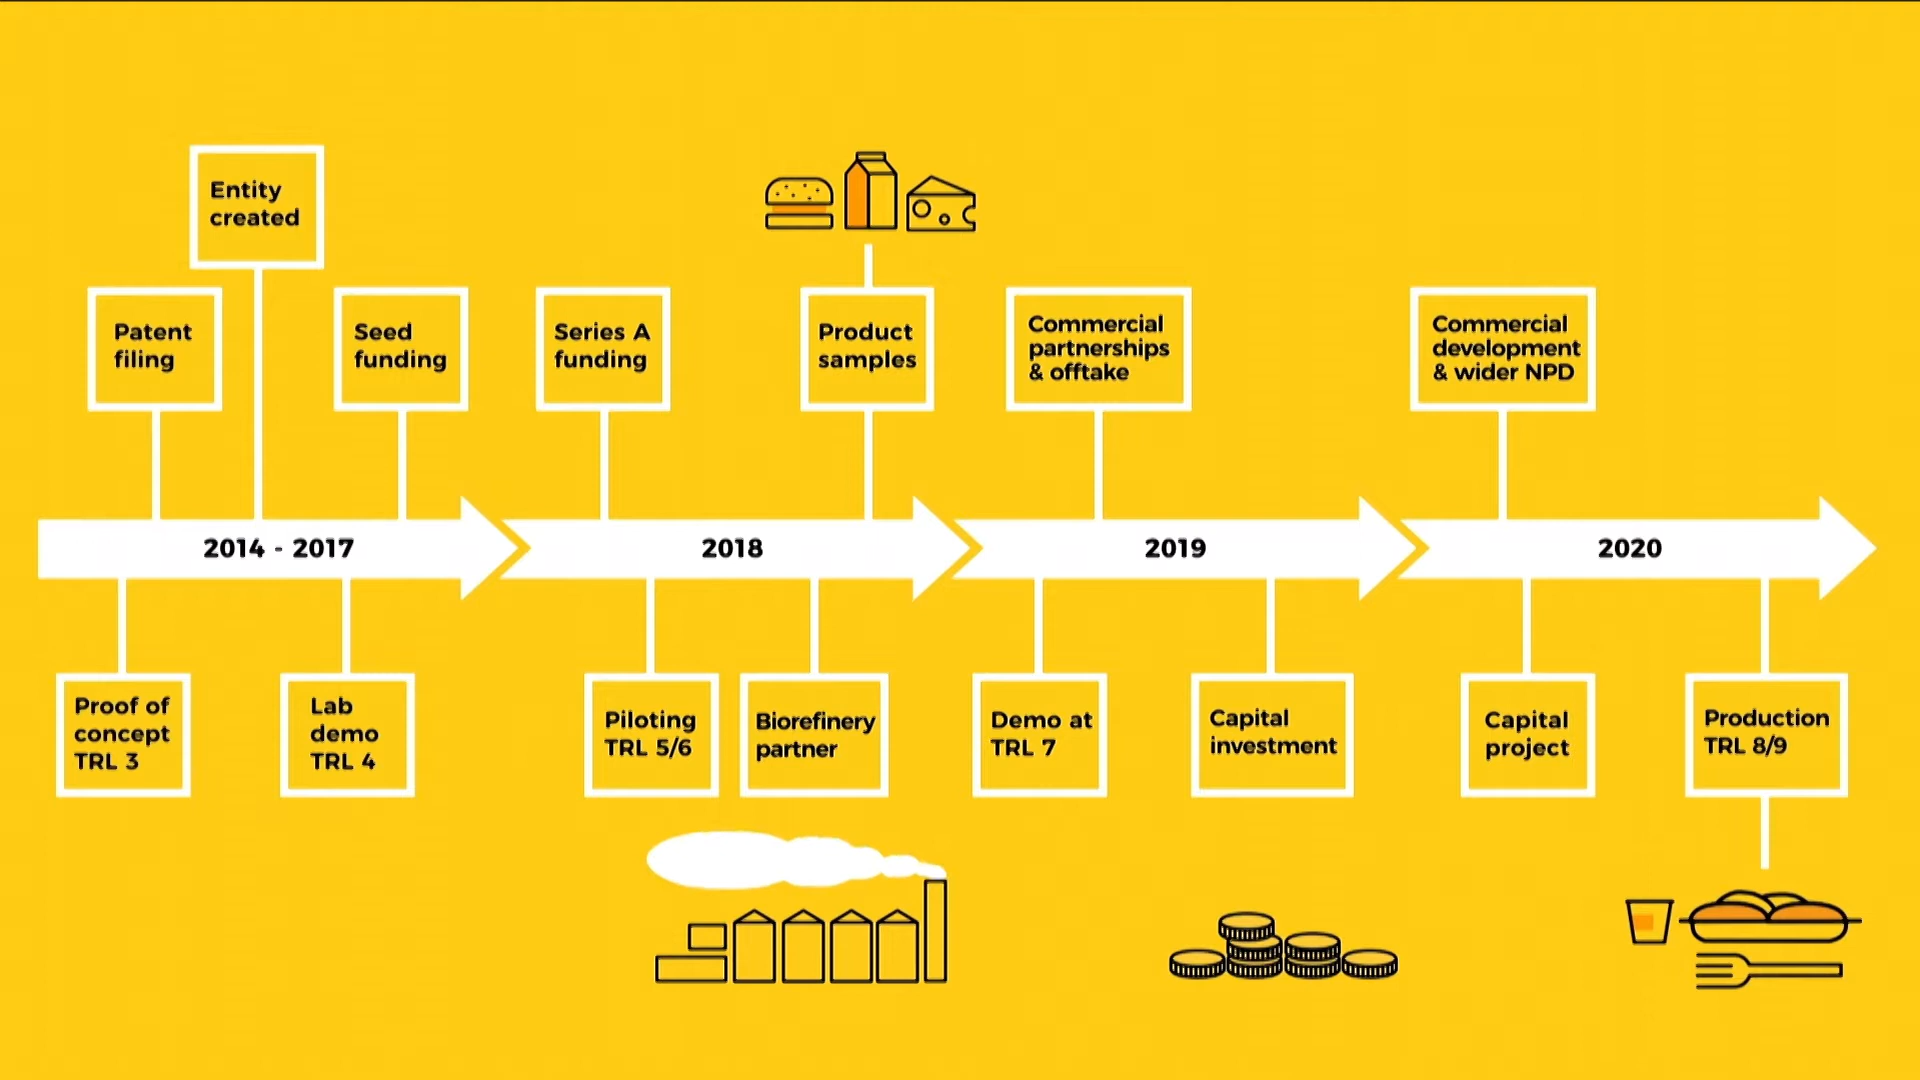 Entity
created
Patent
filing
Seed
funding
Series A
funding
Product
samples
Commercial
partnerships
& offtake
Commercial
development
& wider NPD
2014 - 2017
2018
2019
2020
Proof of
concept
TRL 3
Lab
demo
TRL 4
Piloting
TRL 5/6
Biorefinery
partner
Demo at
TRL 7
Capital
investment
Capital
project
Production
TRL 8/9